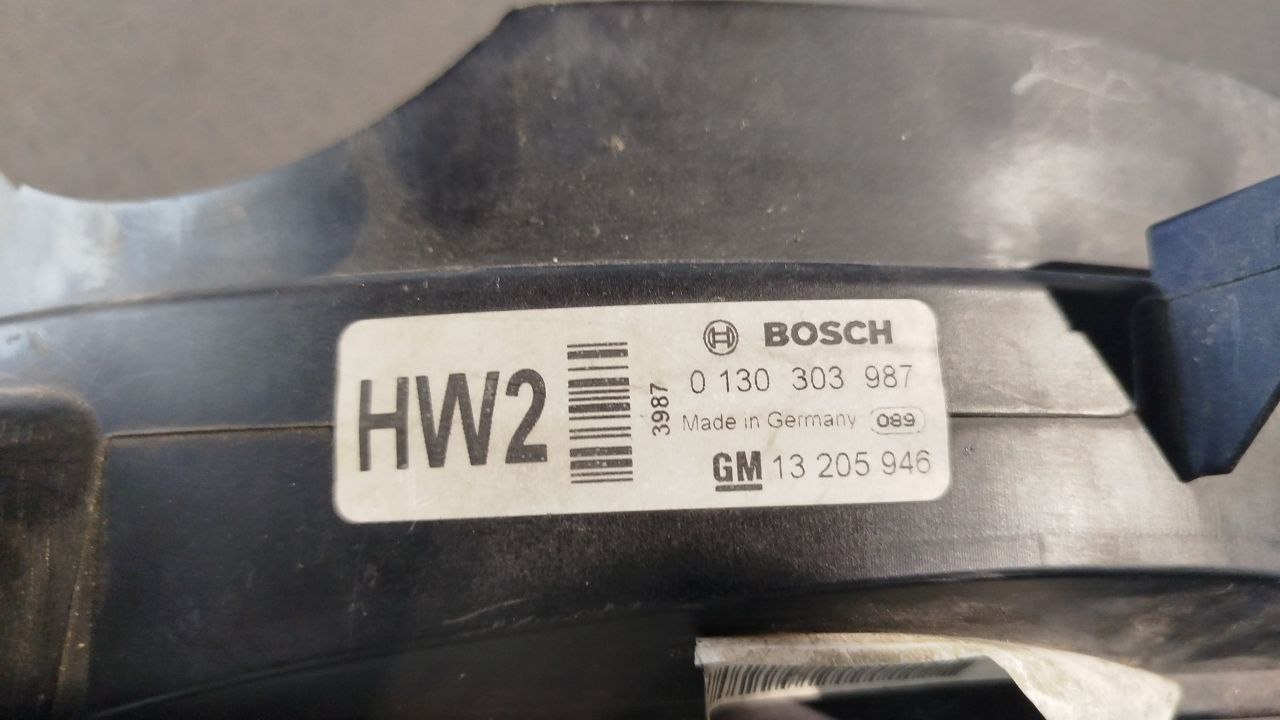 HW2
3987
BOSCH
0 130 303 987
Made in Germany 089
GM 13 205 946